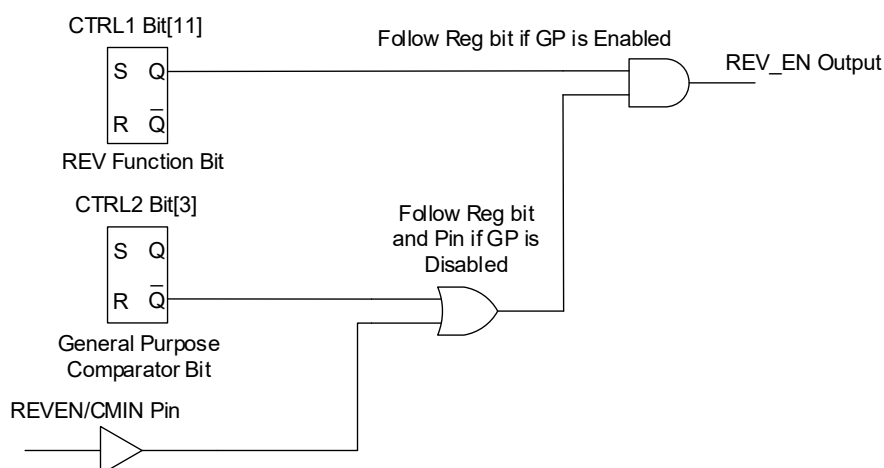 CTRL1 Bit[11]
Follow Reg bit if GP is Enabled
REV_EN Output
S Q
R Q̅
REV Function Bit
CTRL2 Bit[3]
Follow Reg bit
and Pin if GP is
Disabled
S Q
R Q̅
General Purpose
Comparator Bit
REVEN/CMIN Pin